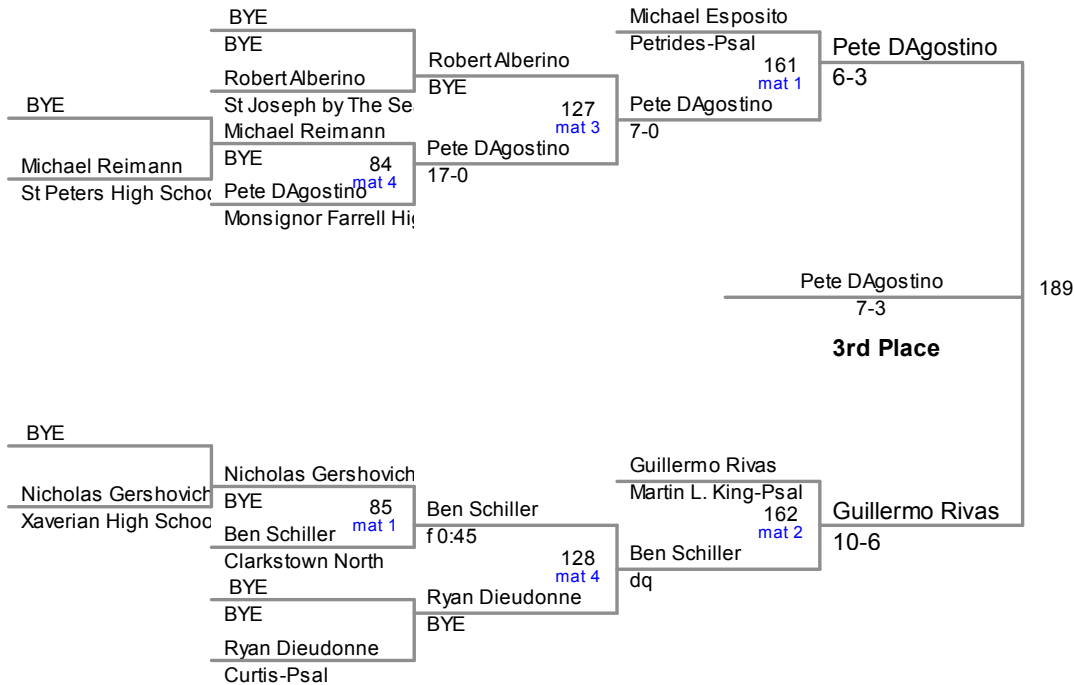 BYE
BYE
Robert Alberino
St Joseph by The Se
BYE
Michael Reimann
St Peters High Schoo
Michael Reimann
BYE
84
mat 4
Pete DAgostino
Monsignor Farrell Hig
Robert Alberino
BYE
127
mat 3
Pete DAgostino
17-0
Michael Esposito
Petrides-Psal
161
mat 1
Pete DAgostino
7-0
Pete DAgostino
6-3
Pete DAgostino
7-3
189
3rd Place
BYE
Nicholas Gershovich
Xaverian High Schoo
Nicholas Gershovich
BYE
85
mat 1
Ben Schiller
Clarkstown North
BYE
BYE
Ryan Dieudonne
Curtis-Psal
Ben Schiller
f 0:45
128
mat 4
Ryan Dieudonne
BYE
Guillermo Rivas
Martin L. King-Psal
162
mat 2
Ben Schiller
dq
Guillermo Rivas
10-6